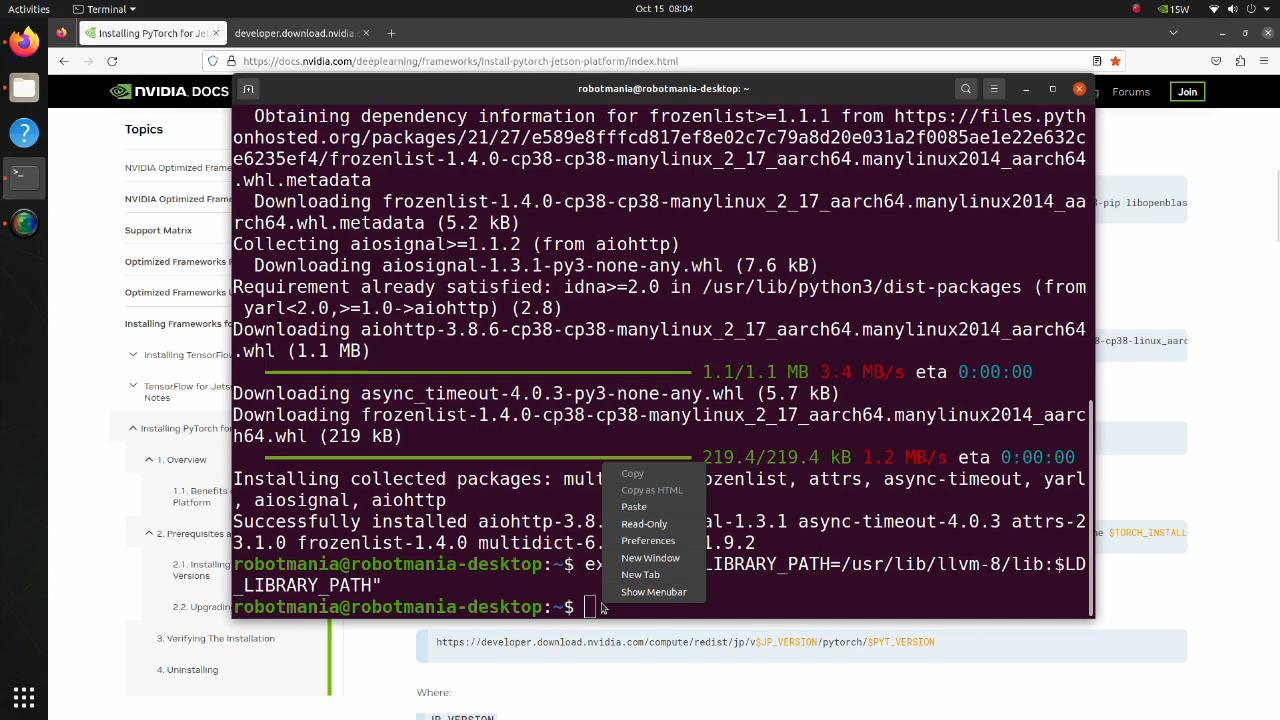 Activities
Terminal
Oct 15 08:04
15W
Installing PyTorch for Jet
developer.download.nvidia.c
https://docs.nvidia.com/deeplearning/frameworks/install-pytorch-jetson-platform/index.html
NVIDIA DOCS
Forums
Join
robotmania@robotmania-desktop: ~
Topics
NVIDIA Optimized Frame
NVIDIA Optimized Frame
Support Matrix
Optimized Frameworks R
Optimized Frameworks U
Installing Frameworks for
Installing TensorFlow
TensorFlow for Jetso
Notes
Installing PyTorch for
1. Overview
1.1. Benefits o
Platform
2. Prerequisites a
2.1. Installing
Versions
2.2. Upgrading
3. Verifying The Installation
4. Uninstalling
Obtaining dependency information for frozenlist>=1.1.1 from https://files.pyth
onhosted.org/packages/21/27/e589e8fffcd817ef8e02c7c79a8d20e031a2f0085ae1e22e632c
e6235ef4/frozenlist-1.4.0-cp38-cp38-manylinux_2_17_aarch64.manylinux2014_aarch64
.whl.metadata
Downloading frozenlist-1.4.0-cp38-cp38-manylinux_2_17_aarch64.manylinux2014_aa
rch64.whl.metadata (5.2 kB)
Collecting aiosignal>=1.1.2 (from aiohttp)
Downloading aiosignal-1.3.1-py3-none-any.whl (7.6 kB)
Requirement already satisfied: idna>=2.0 in /usr/lib/python3/dist-packages (from
yarl<2.0,>=1.0->aiohttp) (2.8)
Downloading aiohttp-3.8.6-cp38-cp38-manylinux_2_17_aarch64.manylinux2014_aarch64
.whl (1.1 MB)
1.1/1.1 MB 3.4 MB/s eta 0:00:00
Downloading async_timeout-4.0.3-py3-none-any.whl (5.7 kB)
Downloading frozenlist-1.4.0-cp38-cp38-manylinux_2_17_aarch64.manylinux2014_aarc
h64.whl (219 kB)
219.4/219.4 kB 1.2 MB/s eta 0:00:00
Installing collected packages: mult ozenlist, attrs, async-timeout, yarl
, aiosignal, aiohttp
Successfully installed aiohttp-3.8. al-1.3.1 async-timeout-4.0.3 attrs-2
3.1.0 frozenlist-1.4.0 multidict-6. 1.9.2
robotmania@robotmania-desktop:~$ ex LIBRARY_PATH=/usr/lib/llvm-8/lib:$LD
_LIBRARY_PATH"
robotmania@robotmania-desktop:~$
Copy
Copy as HTML
Paste
Read-Only
Preferences
New Window
New Tab
Show Menubar
3-pip libopenblas
-cp38-linux_aarc
ne $TORCH_INSTALL
https://developer.download.nvidia.com/compute/redist/jp/v$JP_VERSION/pytorch/$PYT_VERSION
Where:
JP_VERSION